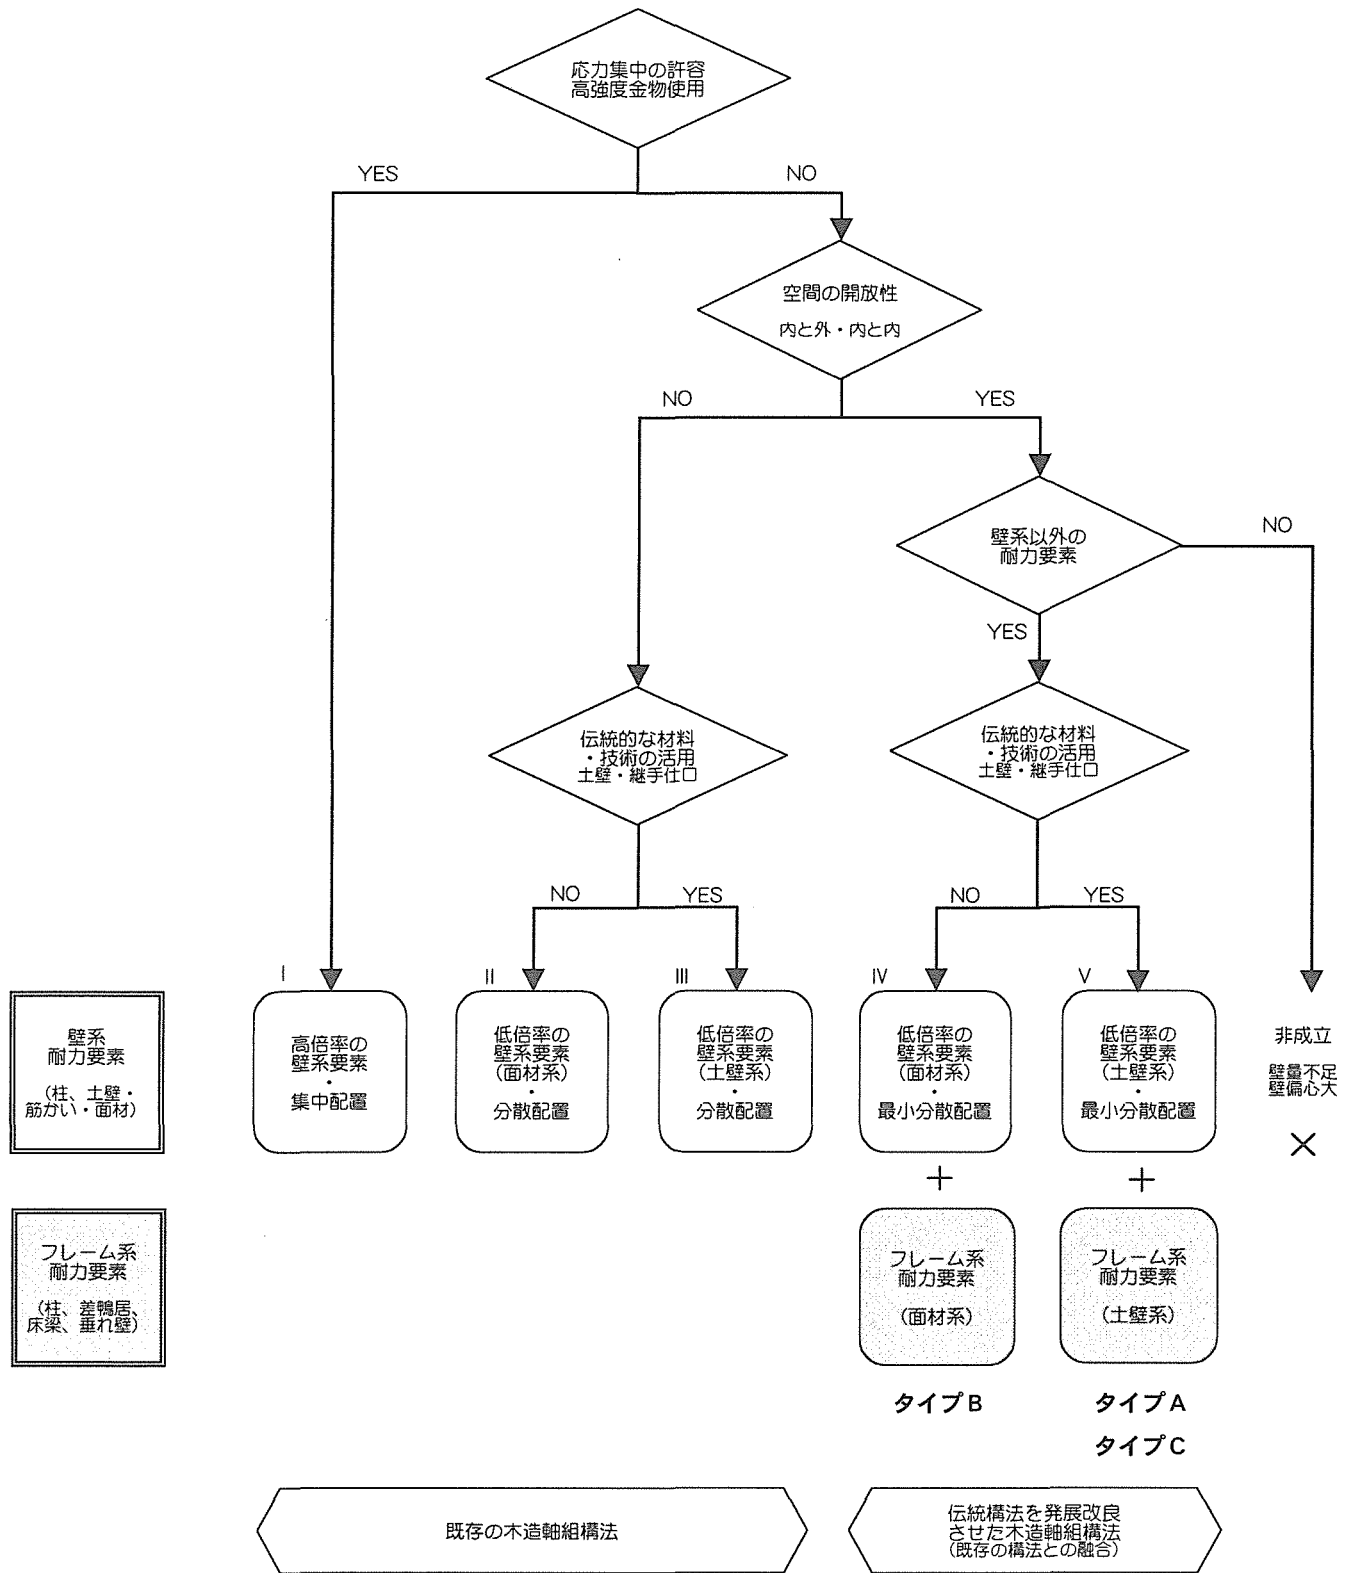 応力集中の許容
高強度金物使用
YES
NO
空間の開放性
内と外・内と内
NO
YES
壁系以外の
耐力要素
NO
YES
伝統的な材料
・技術の活用
土壁・継手仕口
伝統的な材料
・技術の活用
土壁・継手仕口
NO
YES
NO
YES
I
II
III
IV
V
壁系
耐力要素
(柱、土壁・
筋かい・面材)
高倍率の
壁系要素
・
集中配置
低倍率の
壁系要素
(面材系)
・
分散配置
低倍率の
壁系要素
(土壁系)
・
分散配置
低倍率の
壁系要素
(面材系)
・
最小分散配置
低倍率の
壁系要素
(土壁系)
・
最小分散配置
非成立
壁量不足
壁偏心大
×
+
+
フレーム系
耐力要素
(柱、差鴨居、
床梁、垂れ壁)
フレーム系
耐力要素
(面材系)
フレーム系
耐力要素
(土壁系)
タイプB
タイプA
タイプC
既存の木造軸組構法
伝統構法を発展改良
させた木造軸組構法
(既存の構法との融合)